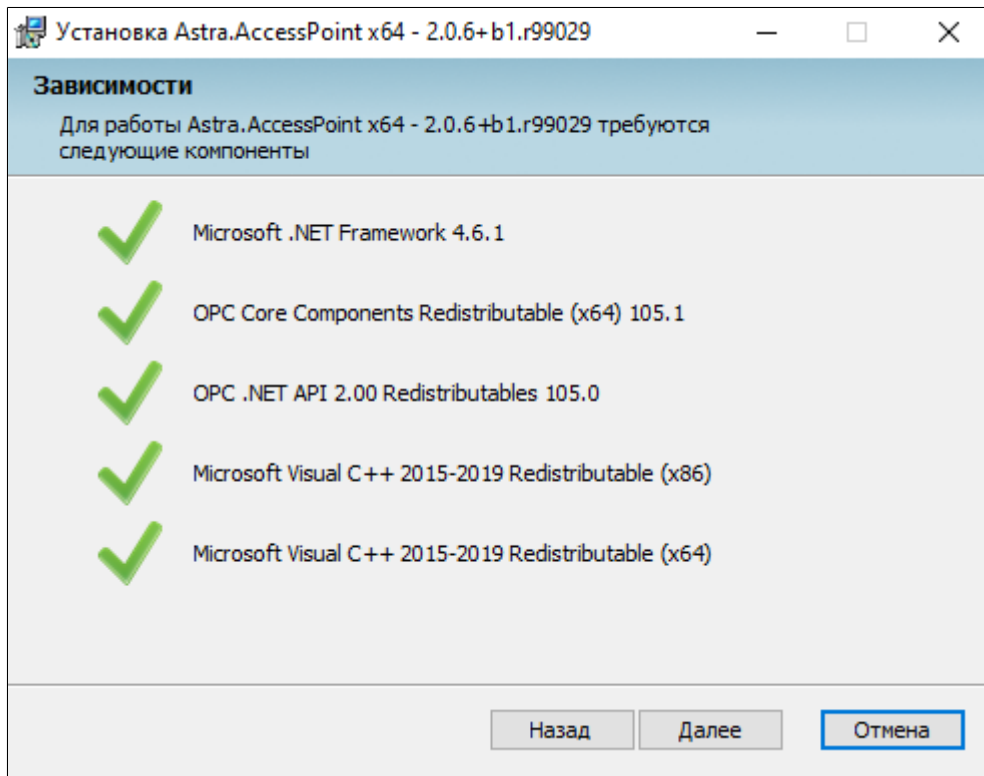 Установка Astra.AccessPoint x64 - 2.0.6+b1.r99029
Зависимости
Для работы Astra.AccessPoint x64 - 2.0.6+b1.r99029 требуются
следующие компоненты
Microsoft .NET Framework 4.6.1
OPC Core Components Redistributable (x64) 105.1
OPC .NET API 2.00 Redistributables 105.0
Microsoft Visual C++ 2015-2019 Redistributable (x86)
Microsoft Visual C++ 2015-2019 Redistributable (x64)
Назад Далее Отмена